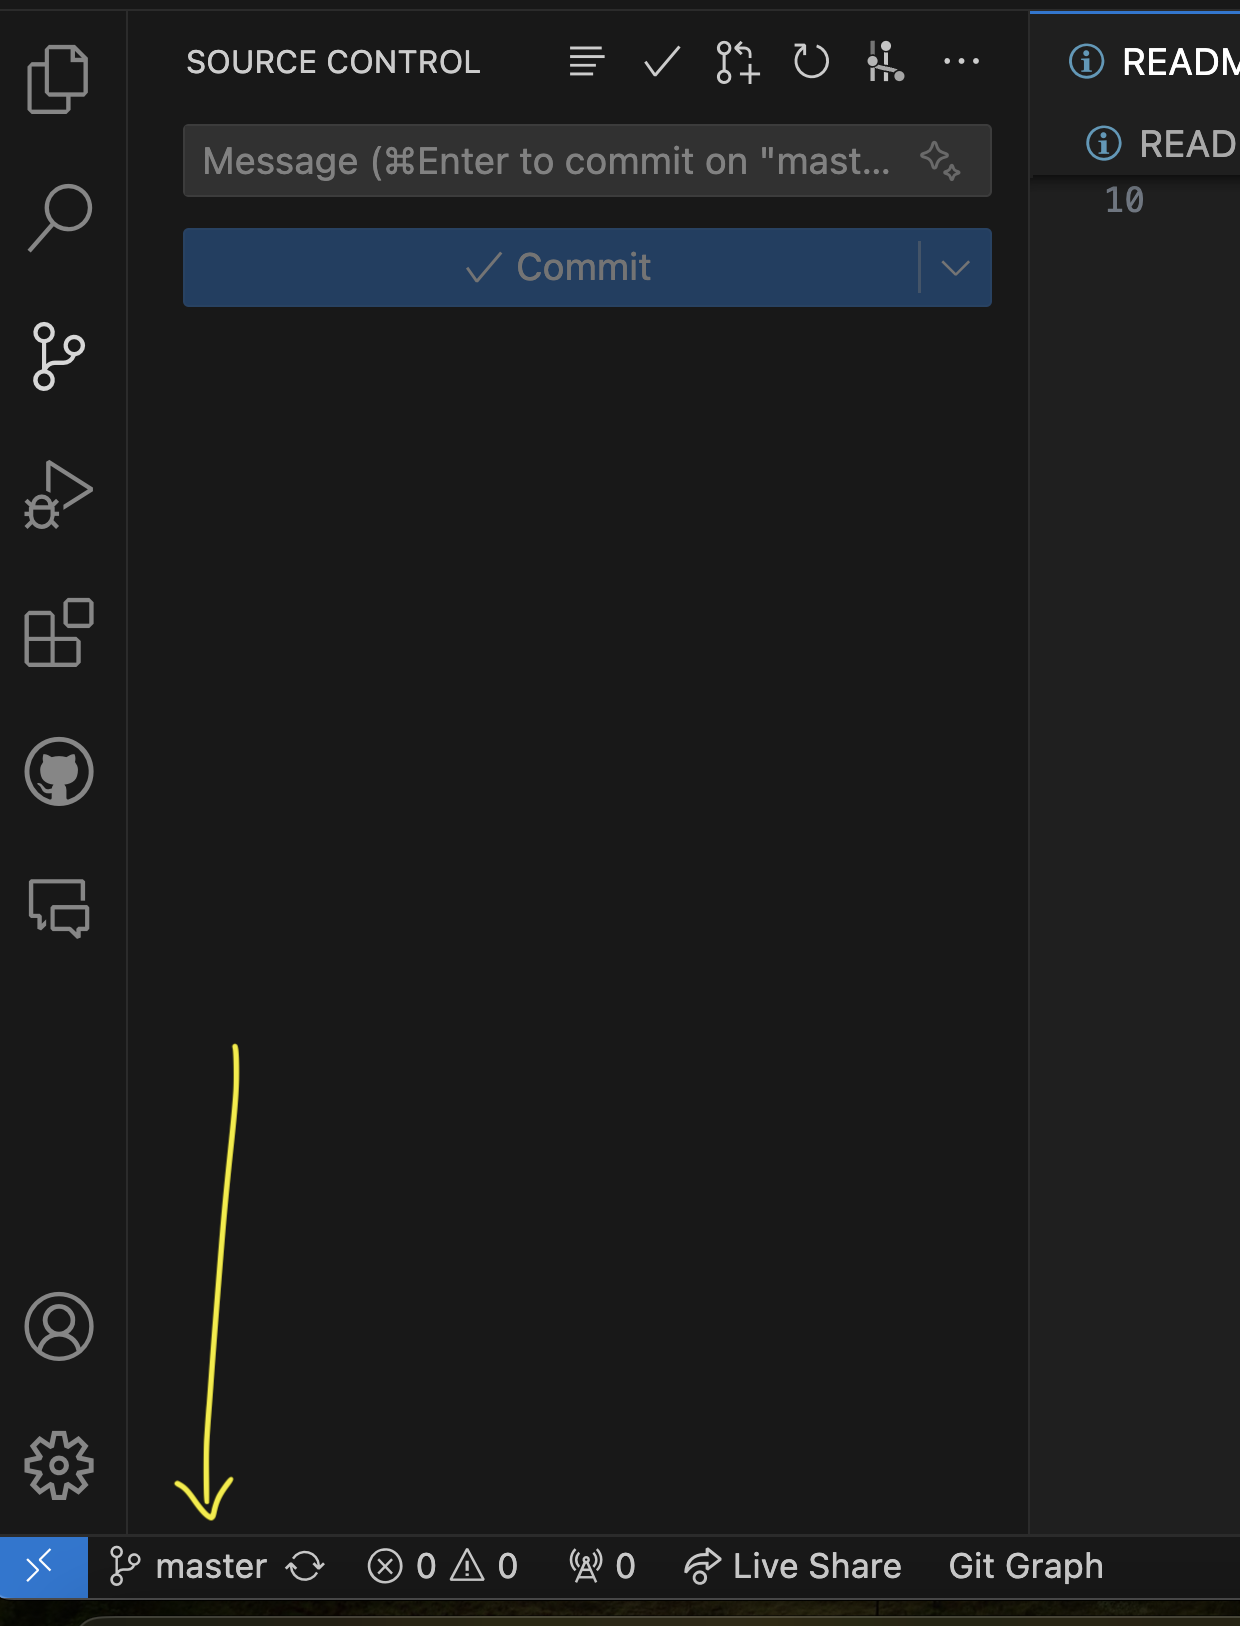 SOURCE CONTROL
Message (⌘Enter to commit on "mast...
Commit
READM
READ
10
master 0 0 0 Live Share Git Graph